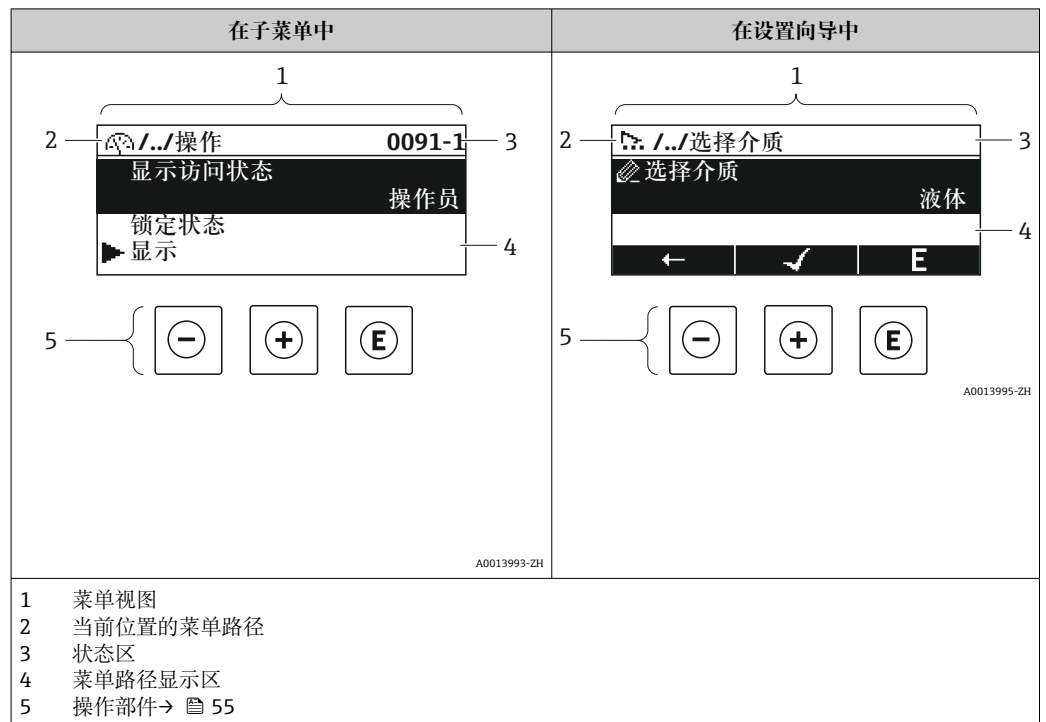 在子菜单中
1
2
/../操作 0091-1
3
显示访问状态
操作员
锁定状态
显示
4
5
E
A0013993-ZH
在设置向导中
1
2
/../选择介质
3
选择介质
液体
4
E
5
E
A0013995-ZH
1 菜单视图
2 当前位置的菜单路径
3 状态区
4 菜单路径显示区
5 操作部件→ 55